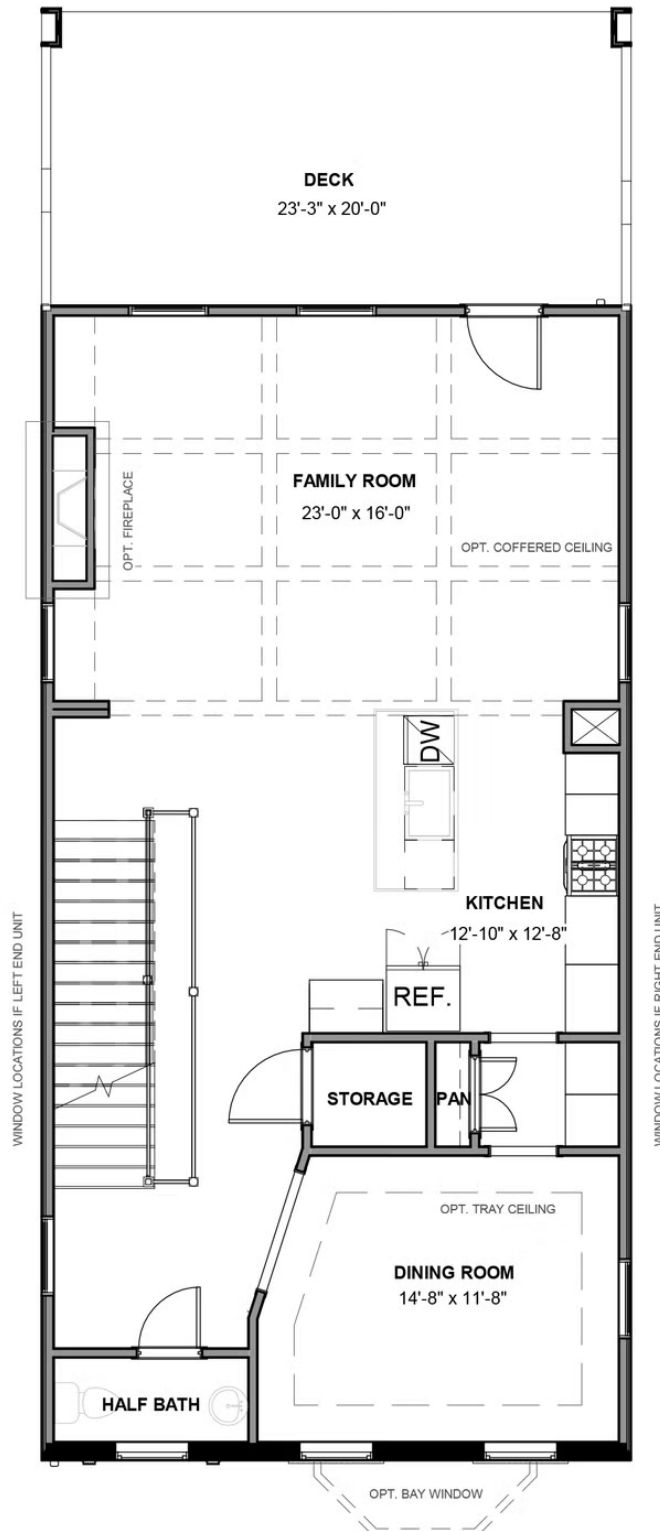 DECK
23'-3" x 20'-0"
FAMILY ROOM
23'-0" x 16'-0"
OPT. FIREPLACE
OPT. COFFERED CEILING
DW
KITCHEN
12'-10" x 12'-8"
REF.
WINDOW LOCATIONS IF LEFT END UNIT
WINDOW LOCATIONS IF RIGHT END UNIT
STORAGE
PAN
OPT. TRAY CEILING
DINING ROOM
14'-8" x 11'-8"
HALF BATH
OPT. BAY WINDOW